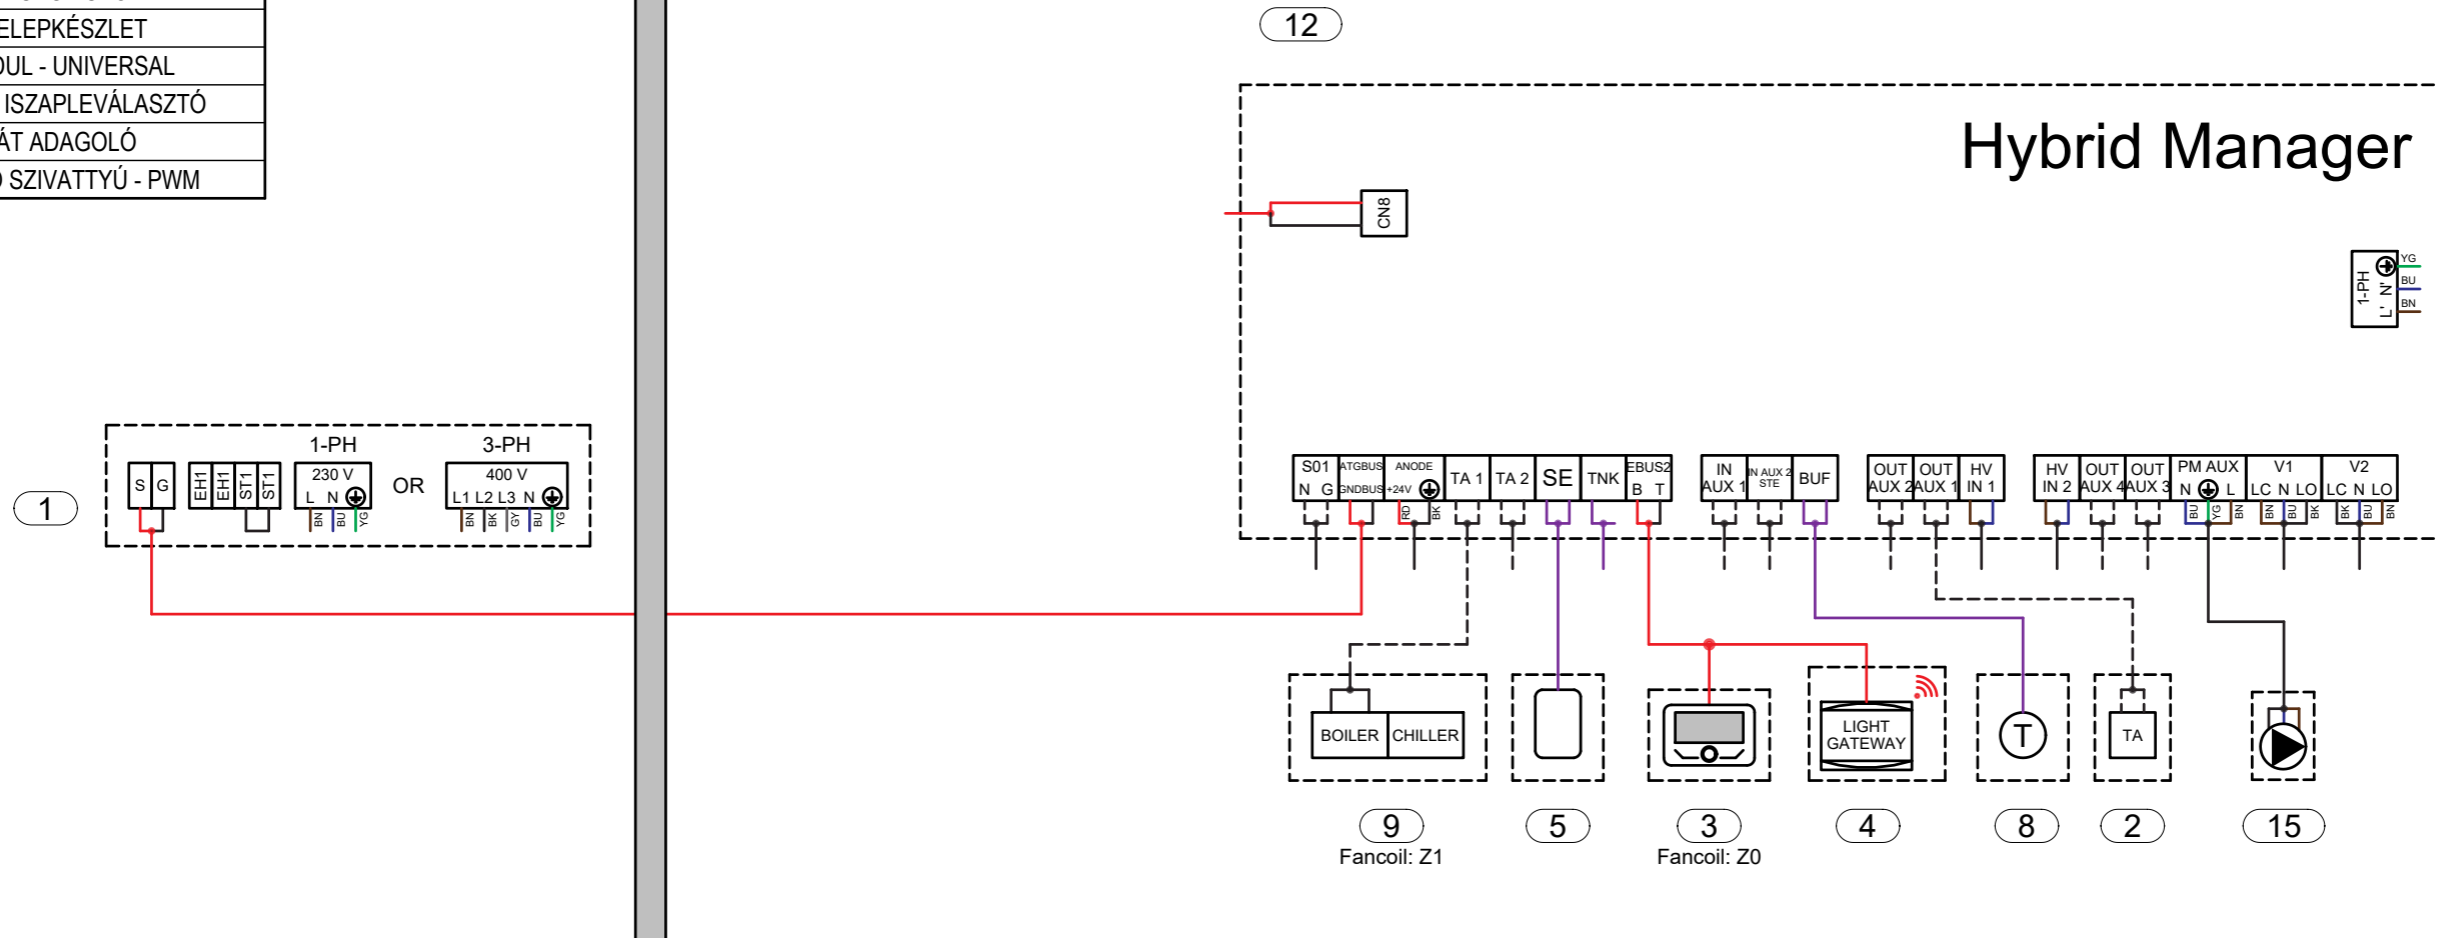 ELEPKÉSZLET
DUL - UNIVERSAL
ISZAPLEVÁLASZTÓ
ÁT ADAGOLÓ
SZIVATTYÚ - PWM
12
Hybrid Manager
CN8
1-PH
L' N'
YG
BU
BN
1
S G
EH1 EH1 ST1 ST1
1-PH
230 V
L N
BN BU YG
OR
3-PH
400 V
L1 L2 L3 N
BN BK GY BU YG
S01
N G
ATGBUS
GNDBUS
ANODE
+24V
RD BK
TA 1
TA 2
SE
TNK
EBUS2
B T
IN
AUX 1
IN AUX 2
STE
BUF
OUT
AUX 2
OUT
AUX 1
HV
IN 1
HV
IN 2
OUT
AUX 4
OUT
AUX 3
PM AUX
N L
BU YG BN
V1
LC N LO
BN BU BK
V2
LC N LO
BK BU BN
BOILER CHILLER
LIGHT
GATEWAY
T
TA
9
Fancoil: Z1
5
3
Fancoil: Z0
4
8
2
15